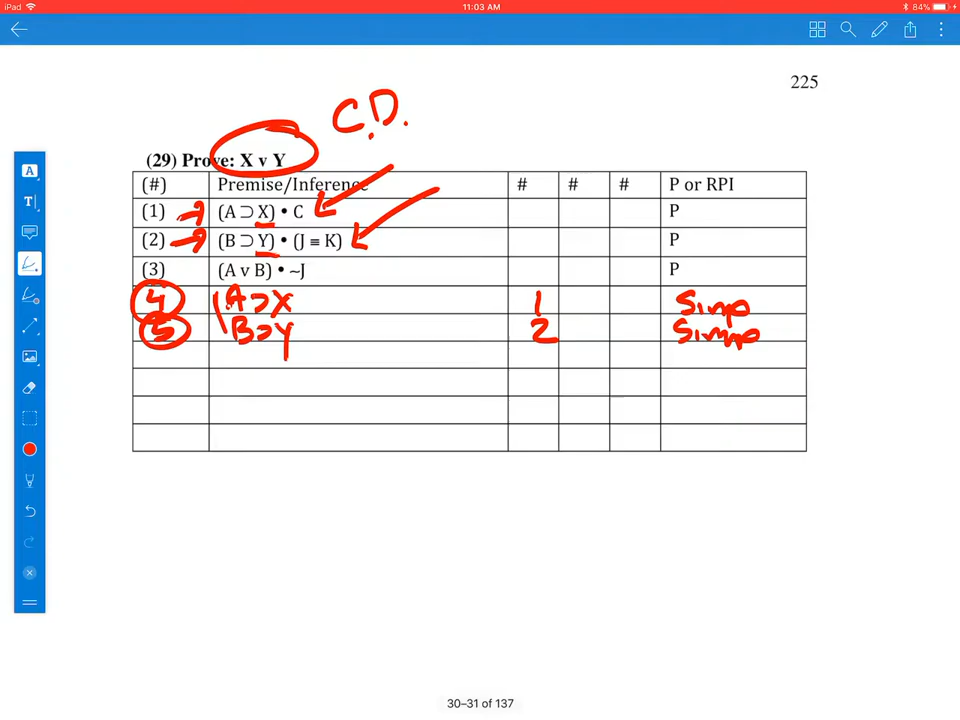 iPad 11:03 AM 84%
225
C.D.
(29) Prove: X v Y
(#) Premise/Inference # # # P or RPI
(1) (A ⊃ X) • C P
(2) (B ⊃ Y) • (J ≡ K) P
(3) (A v B) • ~J P
4 A⊃X 1 Simp
5 B⊃Y 2 Simp
30–31 of 137